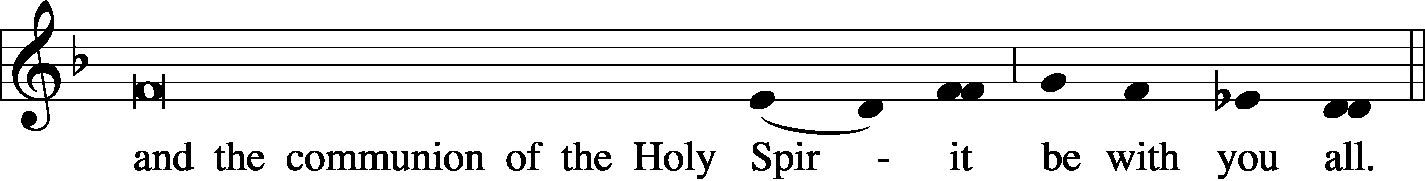 and the communion of the Holy Spir - it be with you all.